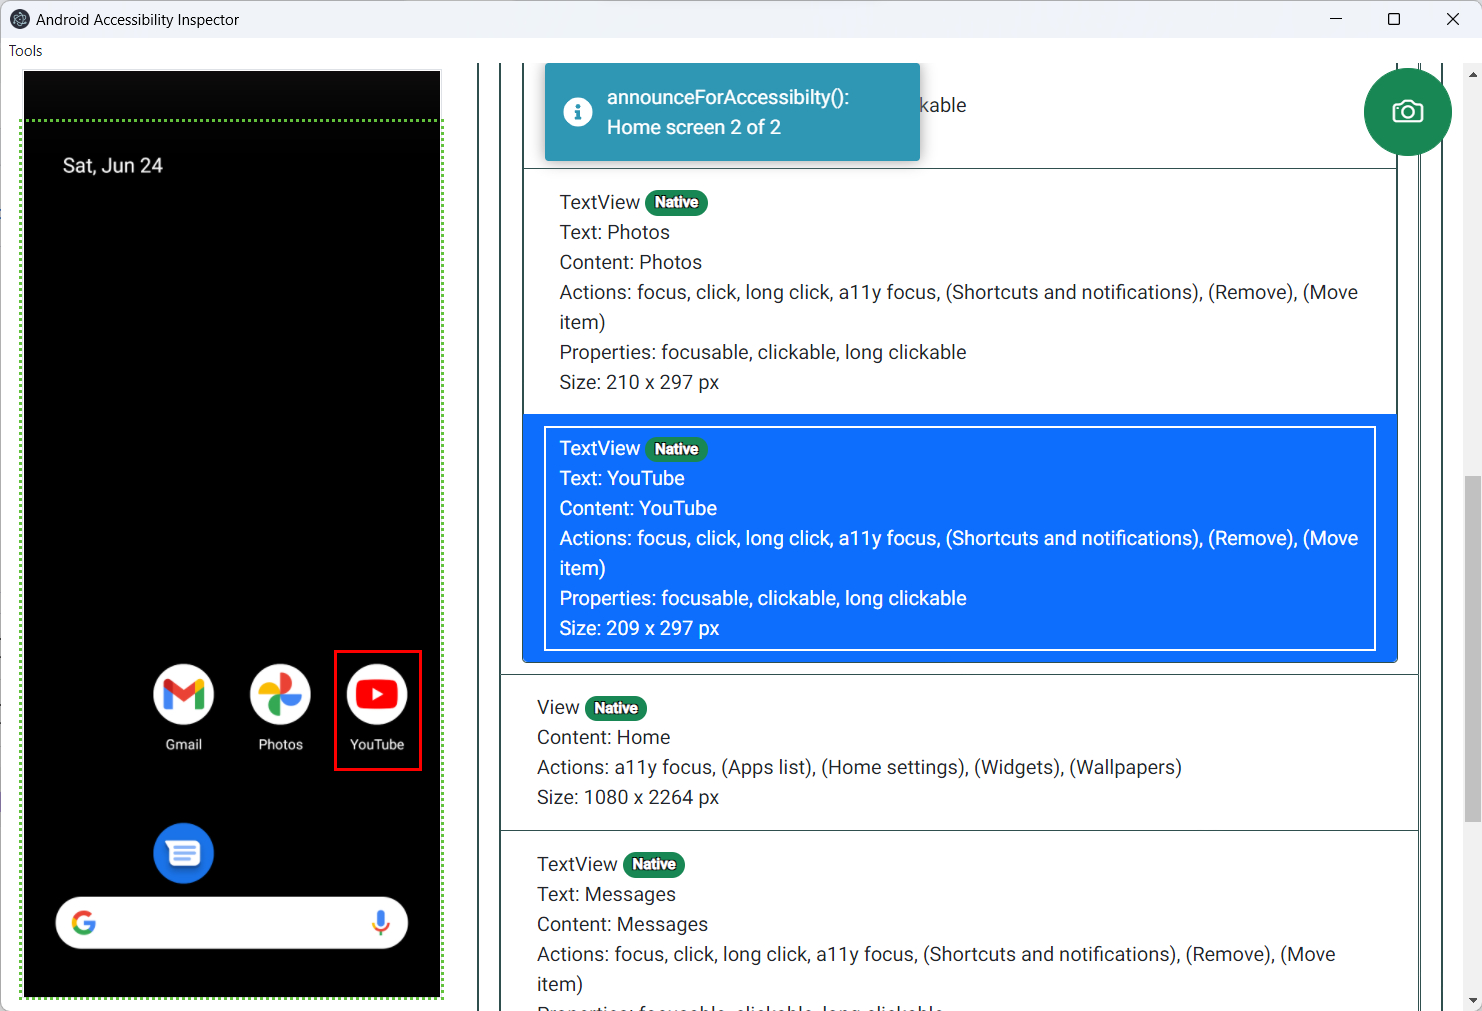 Android Accessibility Inspector
Tools
Sat, Jun 24
Gmail
Photos
YouTube
announceForAccessibilty():
Home screen 2 of 2
kable
TextView Native
Text: Photos
Content: Photos
Actions: focus, click, long click, a11y focus, (Shortcuts and notifications), (Remove), (Move
item)
Properties: focusable, clickable, long clickable
Size: 210 x 297 px
TextView Native
Text: YouTube
Content: YouTube
Actions: focus, click, long click, a11y focus, (Shortcuts and notifications), (Remove), (Move
item)
Properties: focusable, clickable, long clickable
Size: 209 x 297 px
View Native
Content: Home
Actions: a11y focus, (Apps list), (Home settings), (Widgets), (Wallpapers)
Size: 1080 x 2264 px
TextView Native
Text: Messages
Content: Messages
Actions: focus, click, long click, a11y focus, (Shortcuts and notifications), (Remove), (Move
item)
Properties: focusable, clickable, long clickable